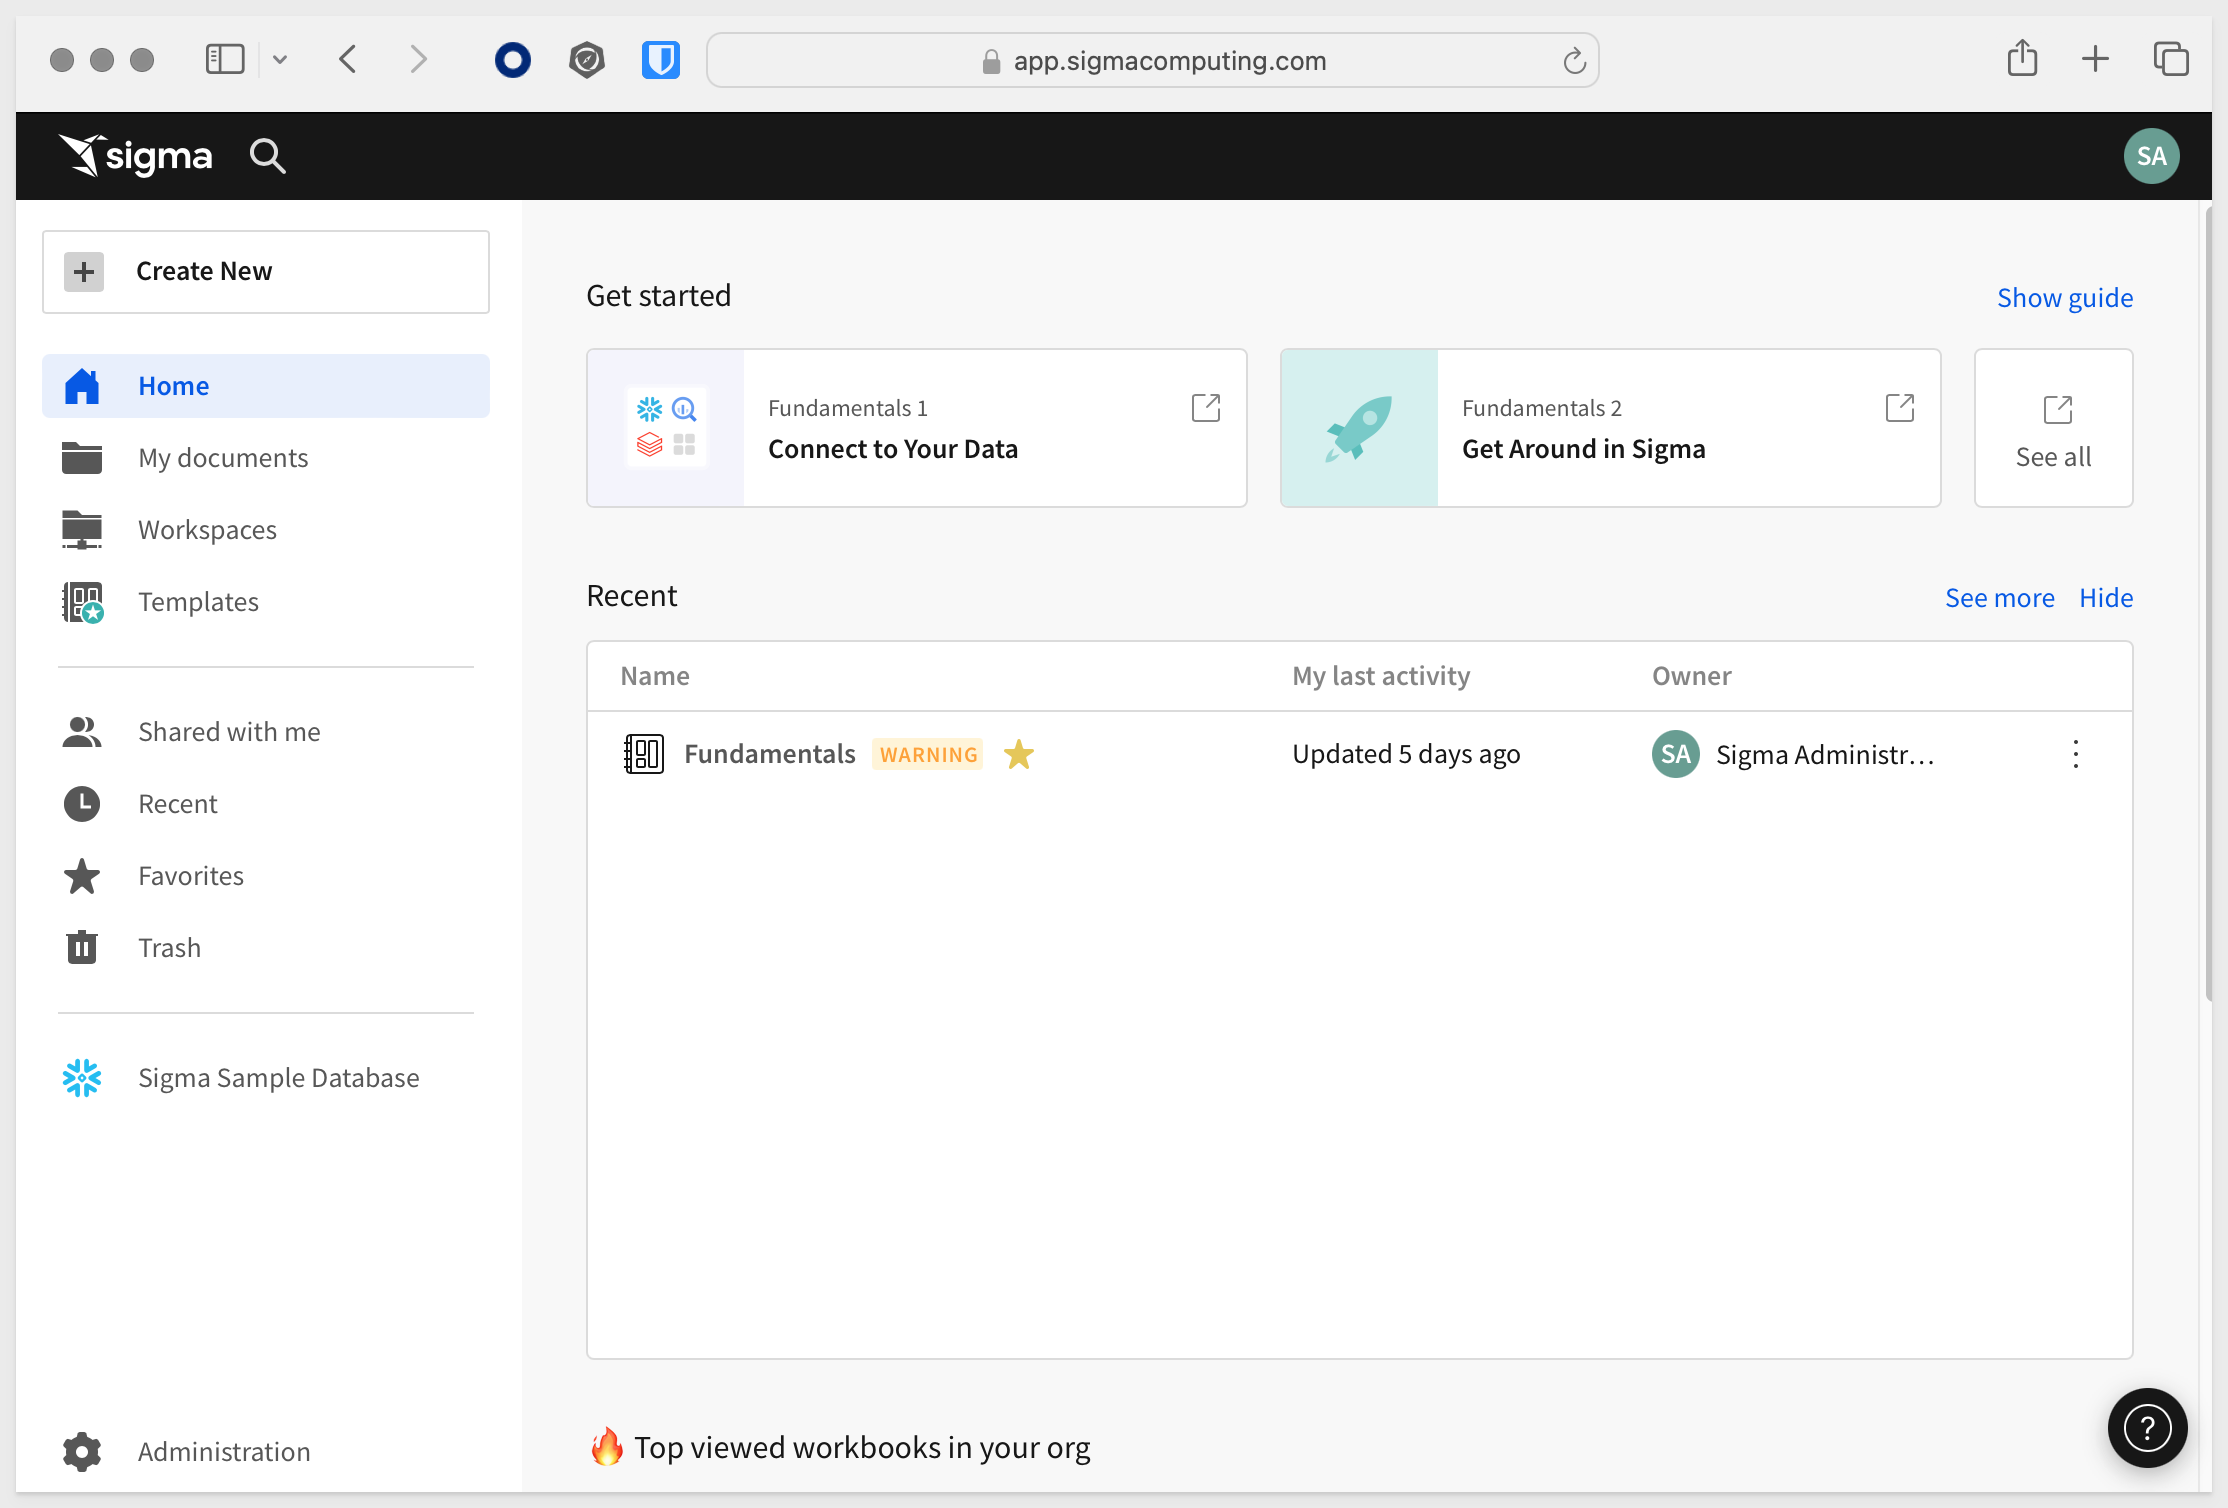 app.sigmacomputing.com
sigma
SA
Create New
Home
My documents
Workspaces
Templates
Shared with me
Recent
Favorites
Trash
Sigma Sample Database
Administration
Get started
Show guide
Fundamentals 1
Connect to Your Data
Fundamentals 2
Get Around in Sigma
See all
Recent
See more Hide
Name My last activity Owner
Fundamentals WARNING Updated 5 days ago SA Sigma Administr...
🔥 Top viewed workbooks in your org
?